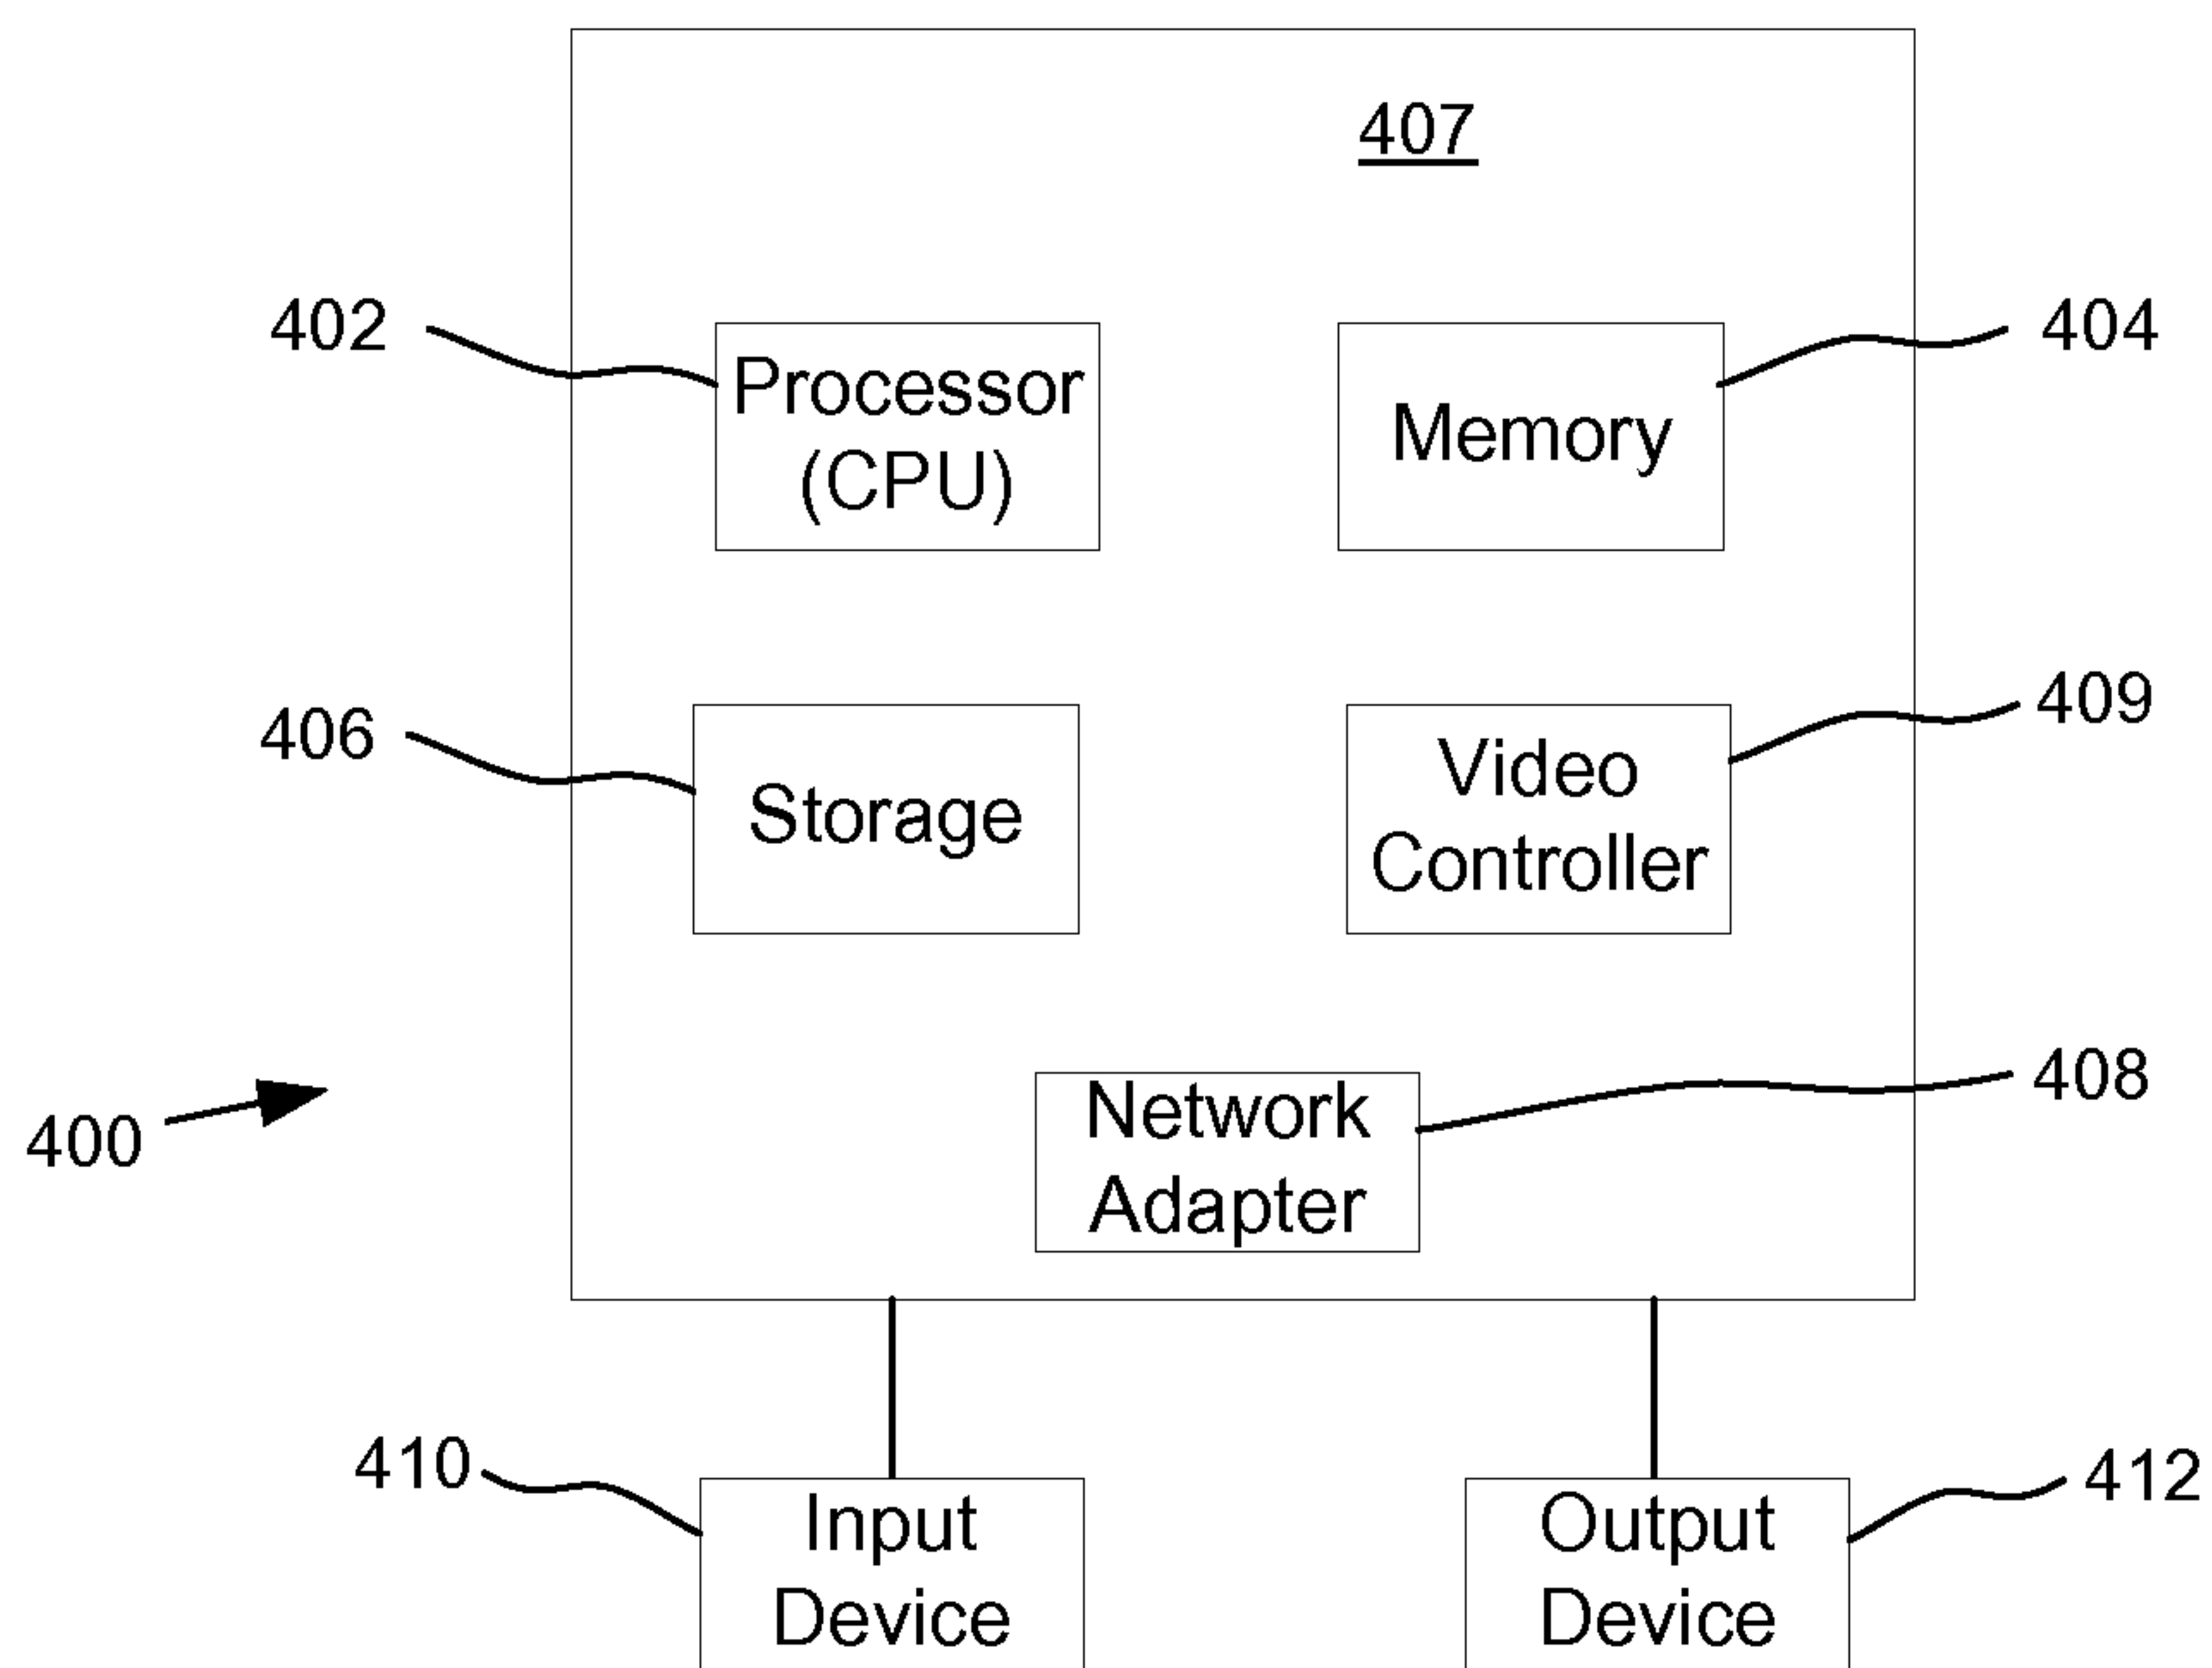 407
402
Processor
(CPU)
Memory
404
406
Storage
Video
Controller
409
400
Network
Adapter
408
410
Input
Device
Output
Device
412